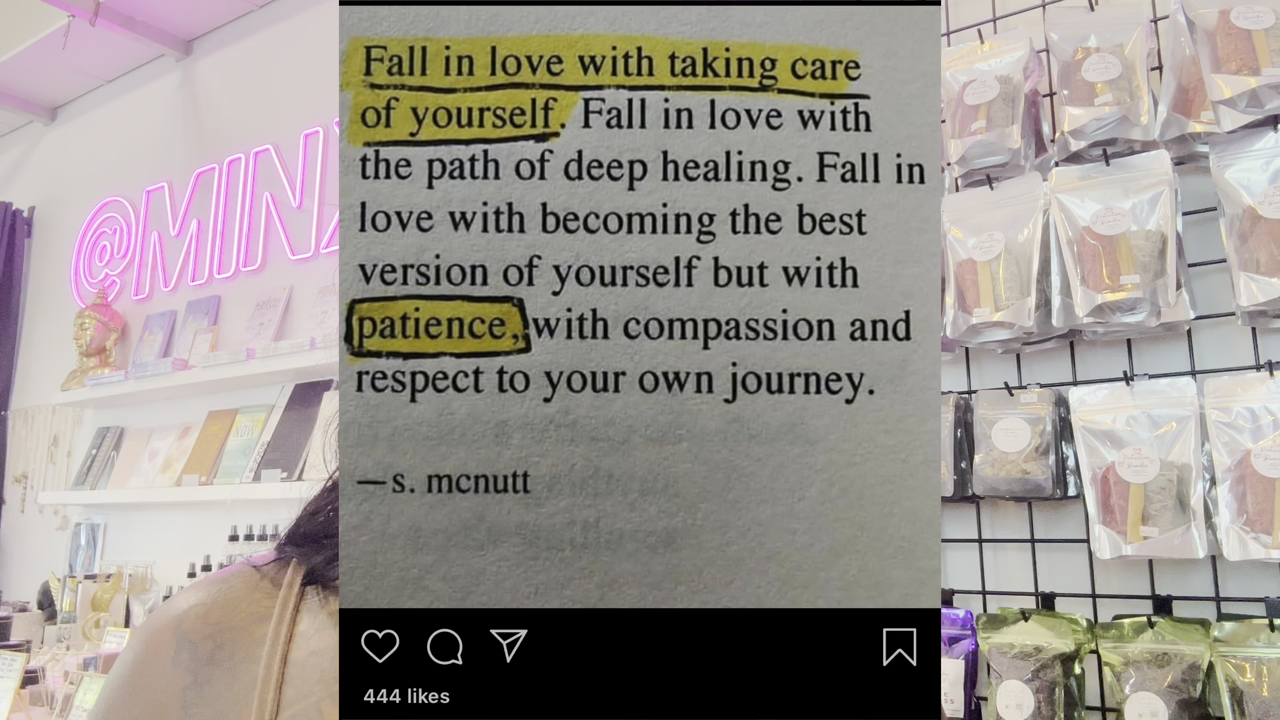 @MIN
Fall in love with taking care
of yourself. Fall in love with
the path of deep healing. Fall in
love with becoming the best
version of yourself but with
patience, with compassion and
respect to your own journey.
—s. mcnutt
444 likes